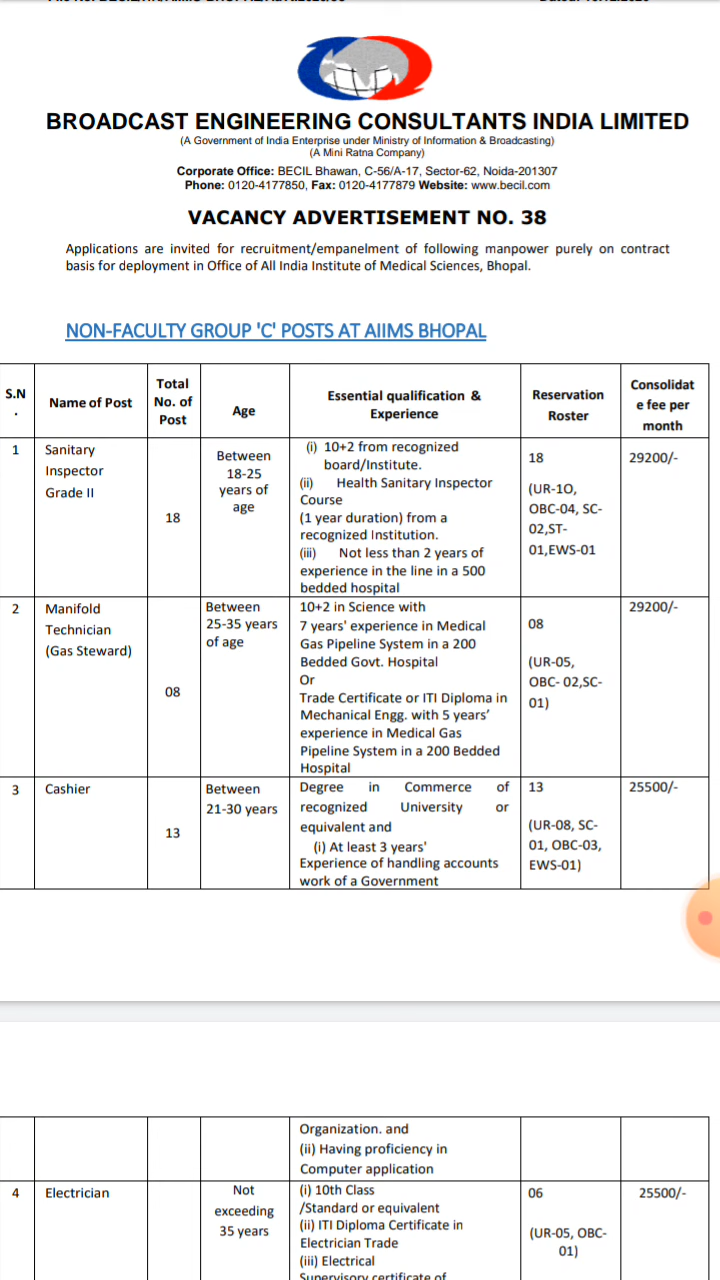 BROADCAST ENGINEERING CONSULTANTS INDIA LIMITED
(A Government of India Enterprise under Ministry of Information & Broadcasting)
(A Mini Ratna Company)
Corporate Office: BECIL Bhawan, C-56/A-17, Sector-62, Noida-201307
Phone: 0120-4177850, Fax: 0120-4177879 Website: www.becil.com
VACANCY ADVERTISEMENT NO. 38
Applications are invited for recruitment/empanelment of following manpower purely on contract
basis for deployment in Office of All India Institute of Medical Sciences, Bhopal.
NON-FACULTY GROUP 'C' POSTS AT AIIMS BHOPAL
S.N
.
Name of Post
Total
No. of
Post
Age
Essential qualification &
Experience
Reservation
Roster
Consolidat
e fee per
month
1
Sanitary
Inspector
Grade II
18
Between
18-25
years of
age
(i) 10+2 from recognized
board/Institute.
(ii) Health Sanitary Inspector
Course
(1 year duration) from a
recognized Institution.
(iii) Not less than 2 years of
experience in the line in a 500
bedded hospital
18
(UR-1O,
OBC-04, SC-
02,ST-
01,EWS-01
29200/-
2
Manifold
Technician
(Gas Steward)
08
Between
25-35 years
of age
10+2 in Science with
7 years' experience in Medical
Gas Pipeline System in a 200
Bedded Govt. Hospital
Or
Trade Certificate or ITI Diploma in
Mechanical Engg. with 5 years’
experience in Medical Gas
Pipeline System in a 200 Bedded
Hospital
08
(UR-05,
OBC- 02,SC-
01)
29200/-
3
Cashier
13
Between
21-30 years
Degree in Commerce of
recognized University or
equivalent and
(i) At least 3 years'
Experience of handling accounts
work of a Government
13
(UR-08, SC-
01, OBC-03,
EWS-01)
25500/-
Organization. and
(ii) Having proficiency in
Computer application
4
Electrician
Not
exceeding
35 years
(i) 10th Class
/Standard or equivalent
(ii) ITI Diploma Certificate in
Electrician Trade
(iii) Electrical
Supervisory certificate of
06
(UR-05, OBC-
01)
25500/-